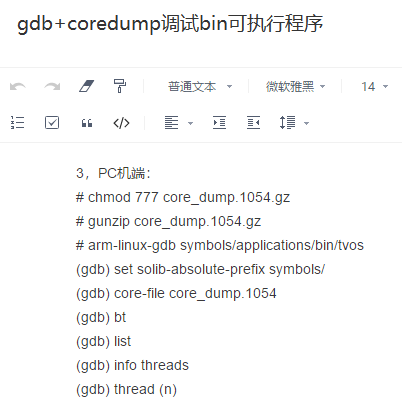 gdb+coredump调试bin可执行程序
普通文本 微软雅黑 14
3，PC机端：
# chmod 777 core_dump.1054.gz
# gunzip core_dump.1054.gz
# arm-linux-gdb symbols/applications/bin/tvos
(gdb) set solib-absolute-prefix symbols/
(gdb) core-file core_dump.1054
(gdb) bt
(gdb) list
(gdb) info threads
(gdb) thread (n)